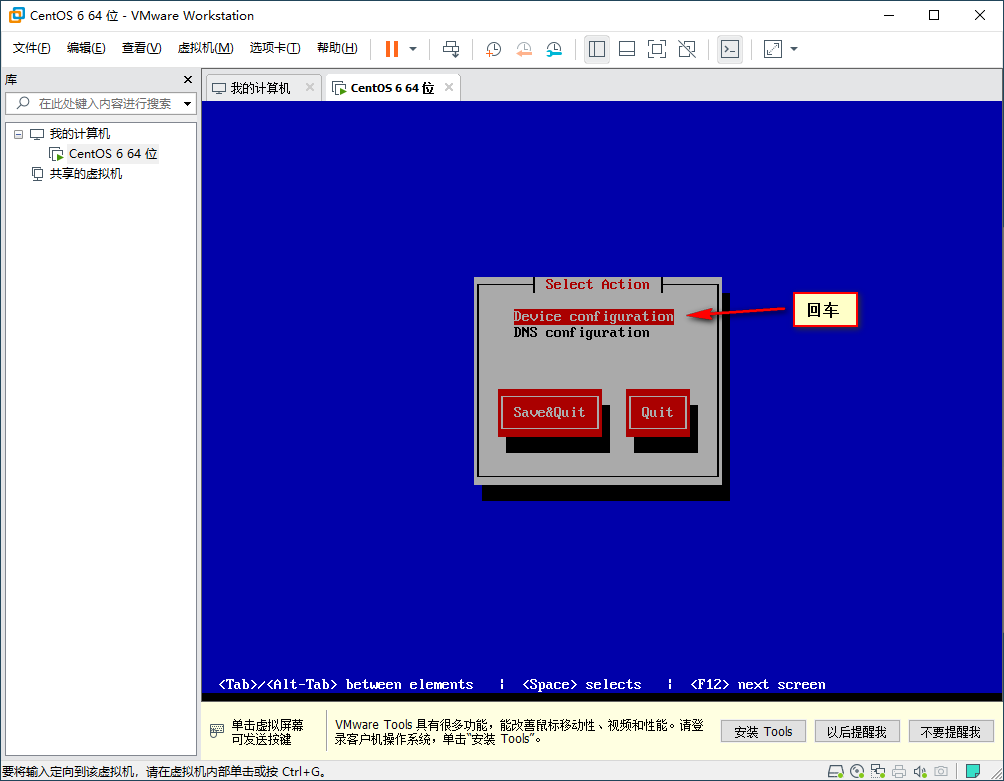 CentOS 6 64 位 - VMware Workstation
文件(F) 编辑(E) 查看(V) 虚拟机(M) 选项卡(T) 帮助(H)
库
在此处键入内容进行搜索
我的计算机
CentOS 6 64 位
共享的虚拟机
我的计算机 CentOS 6 64 位
Select Action
Device configuration
DNS configuration
回车
Save&Quit Quit
<Tab>/<Alt-Tab> between elements | <Space> selects | <F12> next screen
单击虚拟屏幕
可发送按键
VMware Tools 具有很多功能，能改善鼠标移动性、视频和性能。请登
录客户机操作系统，单击“安装 Tools”。
安装 Tools 以后提醒我 不要提醒我
要将输入定向到该虚拟机，请在虚拟机内部单击或按 Ctrl+G。